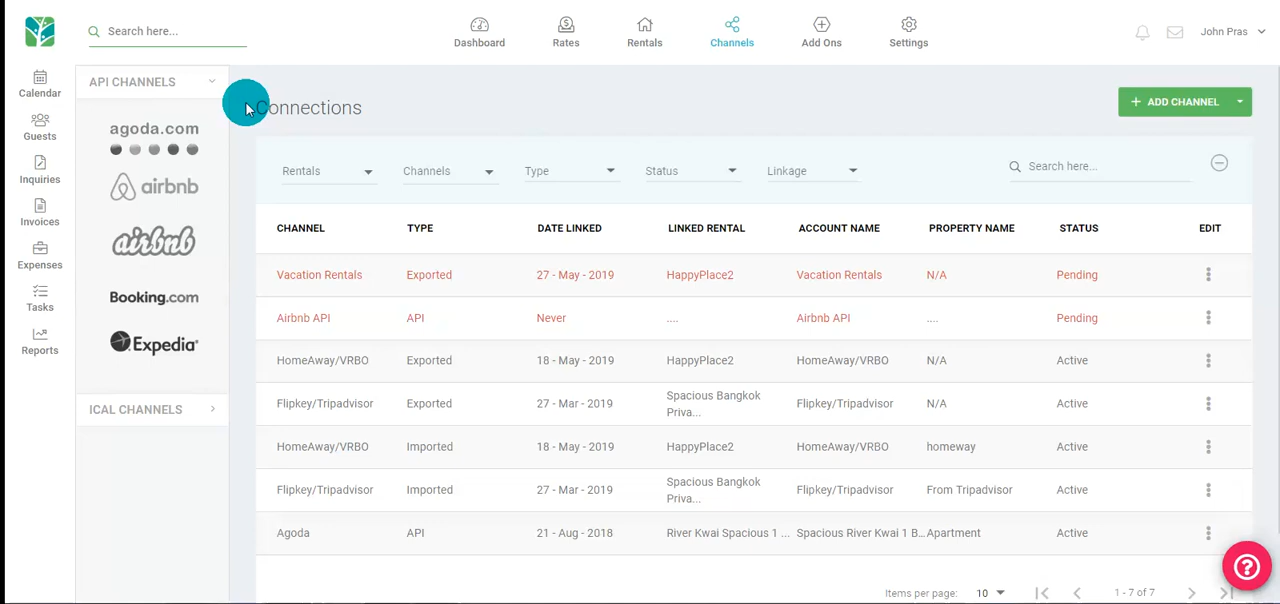 Search here...
Dashboard
Rates
Rentals
Channels
Add Ons
Settings
John Pras
Calendar
Guests
Inquiries
Invoices
Expenses
Tasks
Reports
API CHANNELS
agoda.com
airbnb
airbnb
Booking.com
Expedia
ICAL CHANNELS
Connections
+ ADD CHANNEL
Rentals Channels Type Status Linkage Search here...
CHANNEL TYPE DATE LINKED LINKED RENTAL ACCOUNT NAME PROPERTY NAME STATUS EDIT
Vacation Rentals Exported 27 - May - 2019 HappyPlace2 Vacation Rentals N/A Pending
Airbnb API API Never .... Airbnb API .... Pending
HomeAway/VRBO Exported 18 - May - 2019 HappyPlace2 HomeAway/VRBO N/A Active
Flipkey/Tripadvisor Exported 27 - Mar - 2019 Spacious Bangkok Priva... Flipkey/Tripadvisor N/A Active
HomeAway/VRBO Imported 18 - May - 2019 HappyPlace2 HomeAway/VRBO homeway Active
Flipkey/Tripadvisor Imported 27 - Mar - 2019 Spacious Bangkok Priva... Flipkey/Tripadvisor From Tripadvisor Active
Agoda API 21 - Aug - 2018 River Kwai Spacious 1 ... Spacious River Kwai 1 B... Apartment Active
Items per page: 10 1 - 7 of 7
?